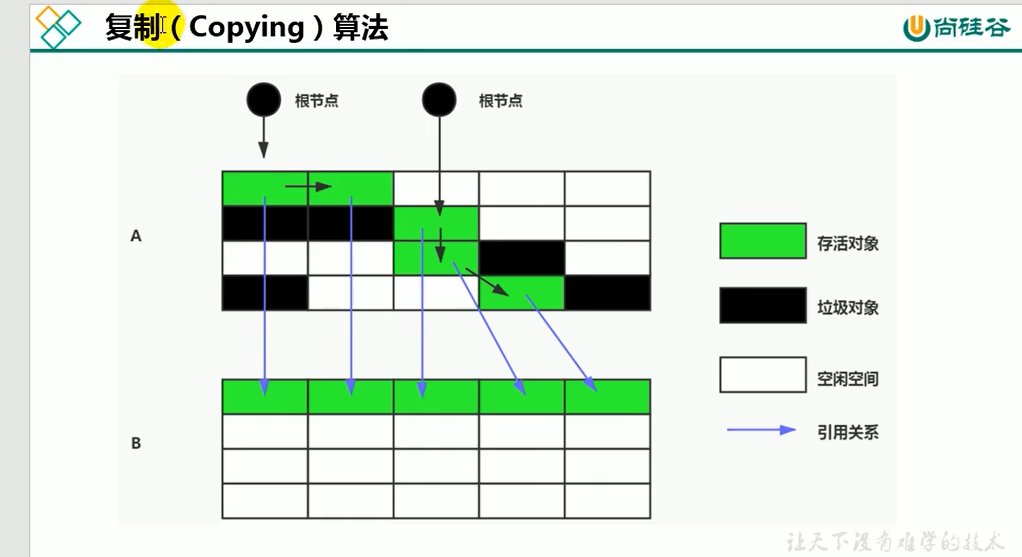 复制（Copying）算法
尚硅谷
根节点
根节点
A
存活对象
垃圾对象
空闲空间
引用关系
B
让天下没有难学的技术